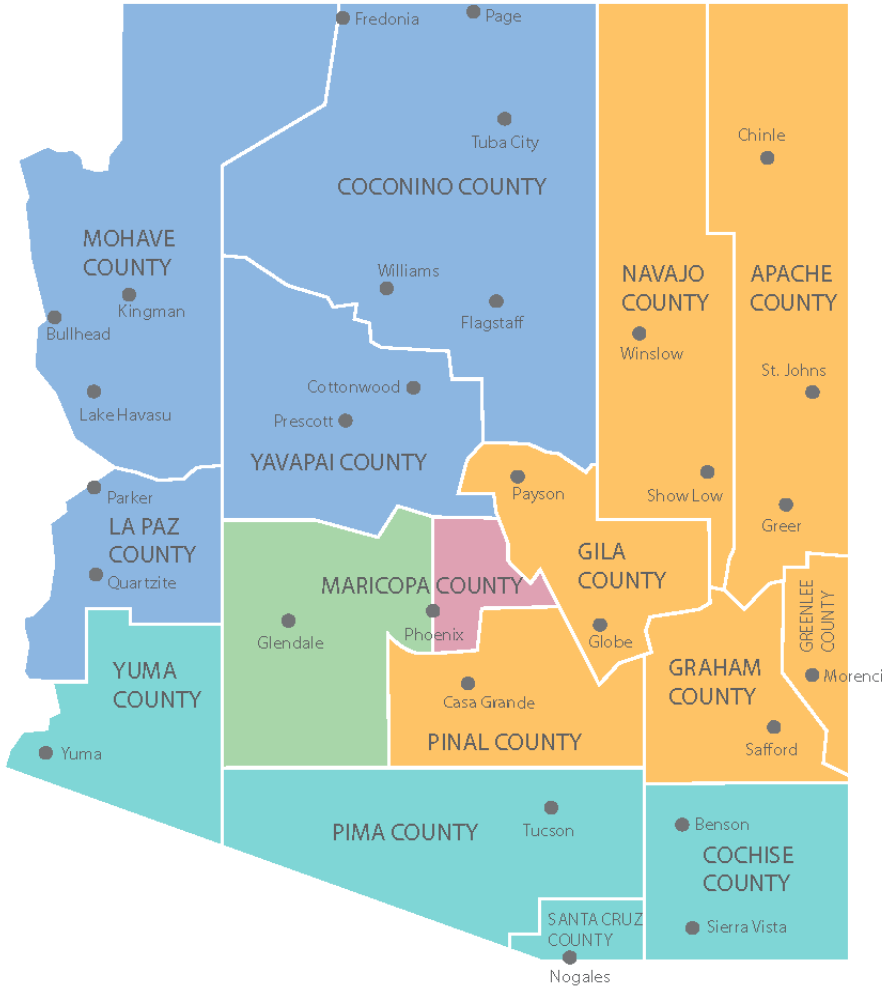 Fredonia
Page
Tuba City
Chinle
COCONINO COUNTY
MOHAVE
COUNTY
Kingman
Bullhead
Lake Havasu
Williams
Flagstaff
NAVAJO
COUNTY
Winslow
APACHE
COUNTY
St. Johns
Cottonwood
Prescott
YAVAPAI COUNTY
Payson
Show Low
Greer
Parker
LA PAZ
COUNTY
Quartzite
MARICOPA COUNTY
Glendale
Phoenix
GILA
COUNTY
Globe
GREENLEE
COUNTY
Morenci
GRAHAM
COUNTY
Safford
YUMA
COUNTY
Yuma
Casa Grande
PINAL COUNTY
PIMA COUNTY
Tucson
Benson
COCHISE
COUNTY
Sierra Vista
SANTA CRUZ
COUNTY
Nogales